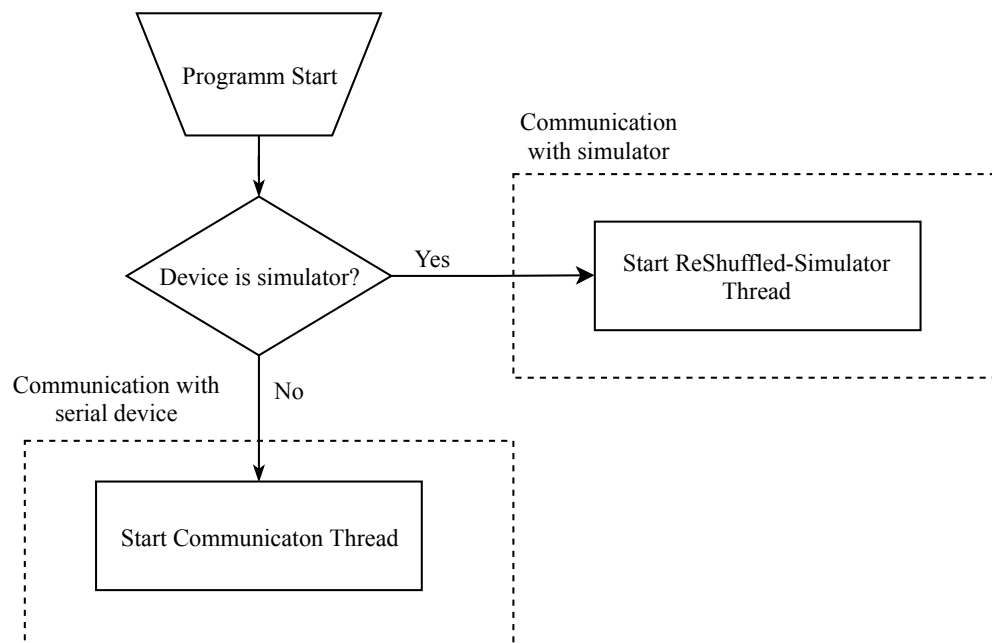 Programm Start
Communication
with simulator
Device is simulator?
Yes
Start ReShuffled-Simulator
Thread
Communication with
serial device
No
Start Communicaton Thread